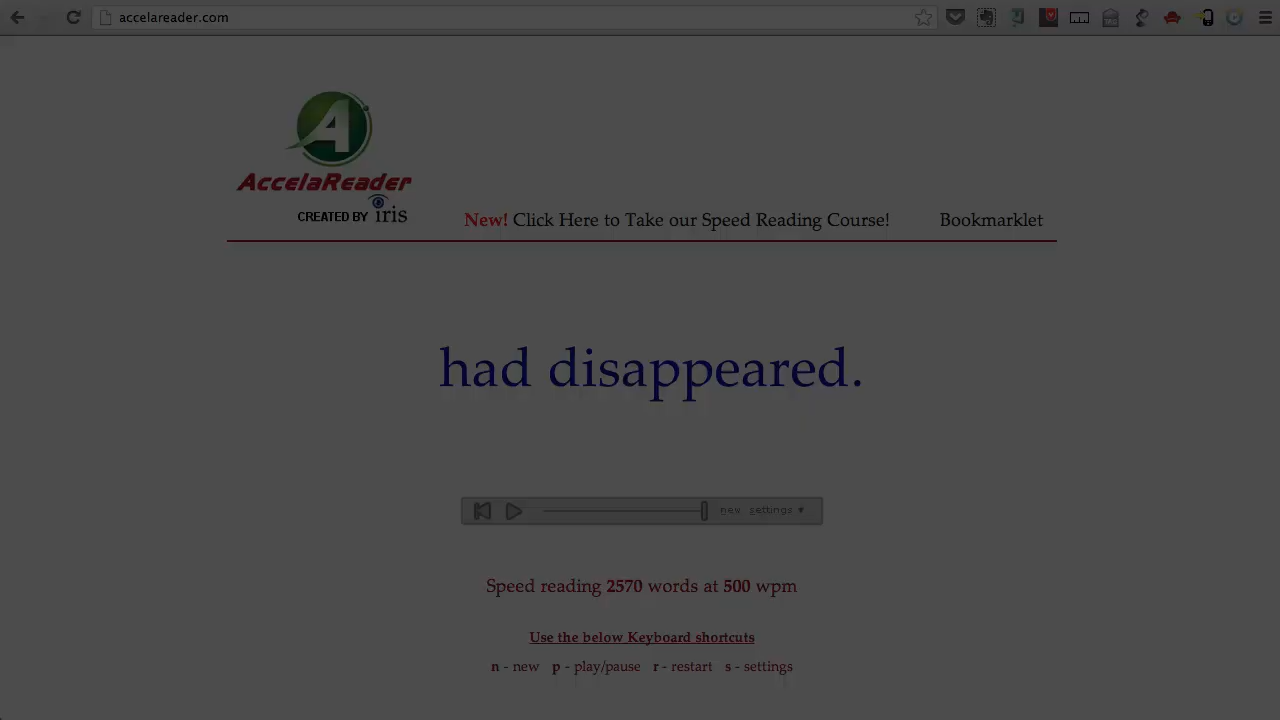 accelareader.com
A
AccelaReader
CREATED BY iris
New! Click Here to Take our Speed Reading Course! Bookmarklet
had disappeared.
new settings ▼
Speed reading 2570 words at 500 wpm
Use the below Keyboard shortcuts
n - new p - play/pause r - restart s - settings